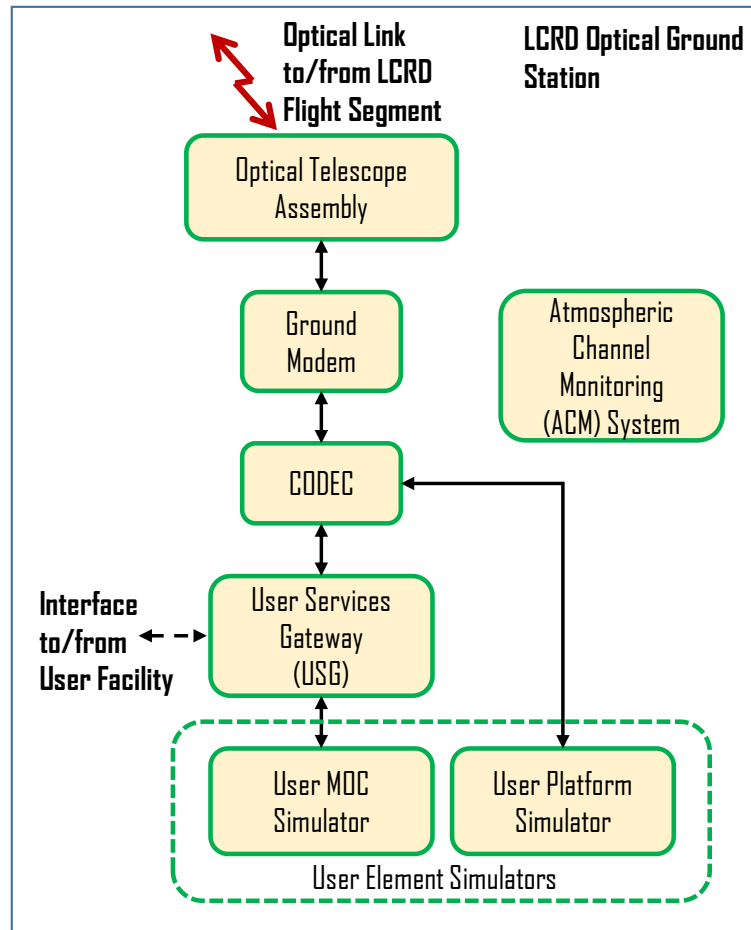 Optical Link
to/from LCRD
Flight Segment
LCRD Optical Ground
Station
Optical Telescope
Assembly
Ground
Modem
Atmospheric
Channel
Monitoring
(ACM) System
CODEC
User Services
Gateway
(USG)
Interface
to/from
User Facility
User MOC
Simulator
User Platform
Simulator
User Element Simulators